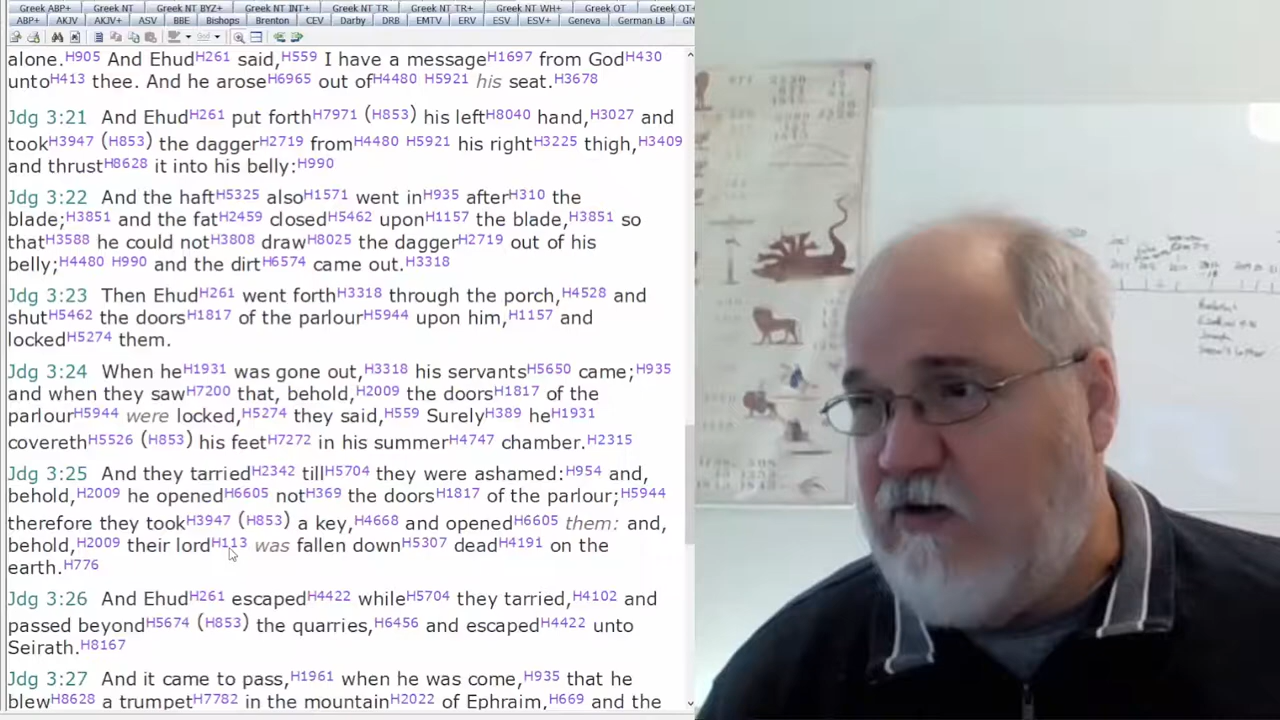 Greek ABP+ Greek NT Greek NT BYZ+ Greek NT INT+ Greek NT TR Greek NT TR+ Greek NT WH+ Greek OT Greek OT+
ABP+ AKJV AKJV+ ASV BBE Bishops Brenton CEV Darby DRB EMTV ERV ESV ESV+ Geneva German LB GN
alone.H905 And EhudH261 said,H559 I have a messageH1697 from GodH430
untoH413 thee. And he aroseH6965 out ofH4480 H5921 his seat.H3678
Jdg 3:21 And EhudH261 put forthH7971 (H853) his leftH8040 hand,H3027 and
tookH3947 (H853) the daggerH2719 fromH4480 H5921 his rightH3225 thigh,H3409
and thrustH8628 it into his belly:H990
Jdg 3:22 And the haftH5325 alsoH1571 went inH935 afterH310 the
blade;H3851 and the fatH2459 closedH5462 uponH1157 the blade,H3851 so
thatH3588 he could notH3808 drawH8025 the daggerH2719 out of his
belly;H4480 H990 and the dirtH6574 came out.H3318
Jdg 3:23 Then EhudH261 went forthH3318 through the porch,H4528 and
shutH5462 the doorsH1817 of the parlourH5944 upon him,H1157 and
lockedH5274 them.
Jdg 3:24 When heH1931 was gone out,H3318 his servantsH5650 came;H935
and when they sawH7200 that, behold,H2009 the doorsH1817 of the
parlourH5944 were locked,H5274 they said,H559 SurelyH389 heH1931
coverethH5526 (H853) his feetH7272 in his summerH4747 chamber.H2315
Jdg 3:25 And they tarriedH2342 tillH5704 they were ashamed:H954 and,
behold,H2009 he openedH6605 notH369 the doorsH1817 of the parlour;H5944
therefore they tookH3947 (H853) a key,H4668 and openedH6605 them: and,
behold,H2009 their lordH113 was fallen downH5307 deadH4191 on the
earth.H776
Jdg 3:26 And EhudH261 escapedH4422 whileH5704 they tarried,H4102 and
passed beyondH5674 (H853) the quarries,H6456 and escapedH4422 unto
Seirath.H8167
Jdg 3:27 And it came to pass,H1961 when he was come,H935 that he
blewH8628 a trumpetH7782 in the mountainH2022 of Ephraim,H669 and the